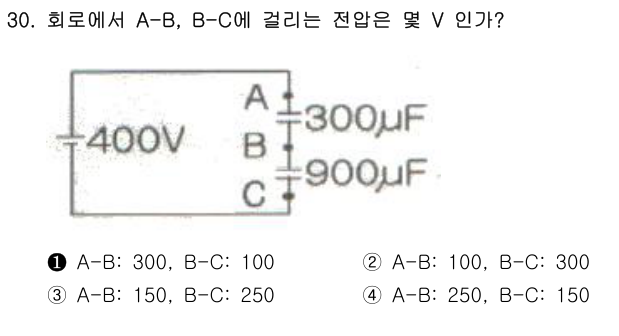 30. 회로에서 A-B, B-C에 걸리는 전압은 몇 V 인가?
A
300μF
400V
B
900μF
C
❶ A-B: 300, B-C: 100
② A-B: 100, B-C: 300
③ A-B: 150, B-C: 250
④ A-B: 250, B-C: 150